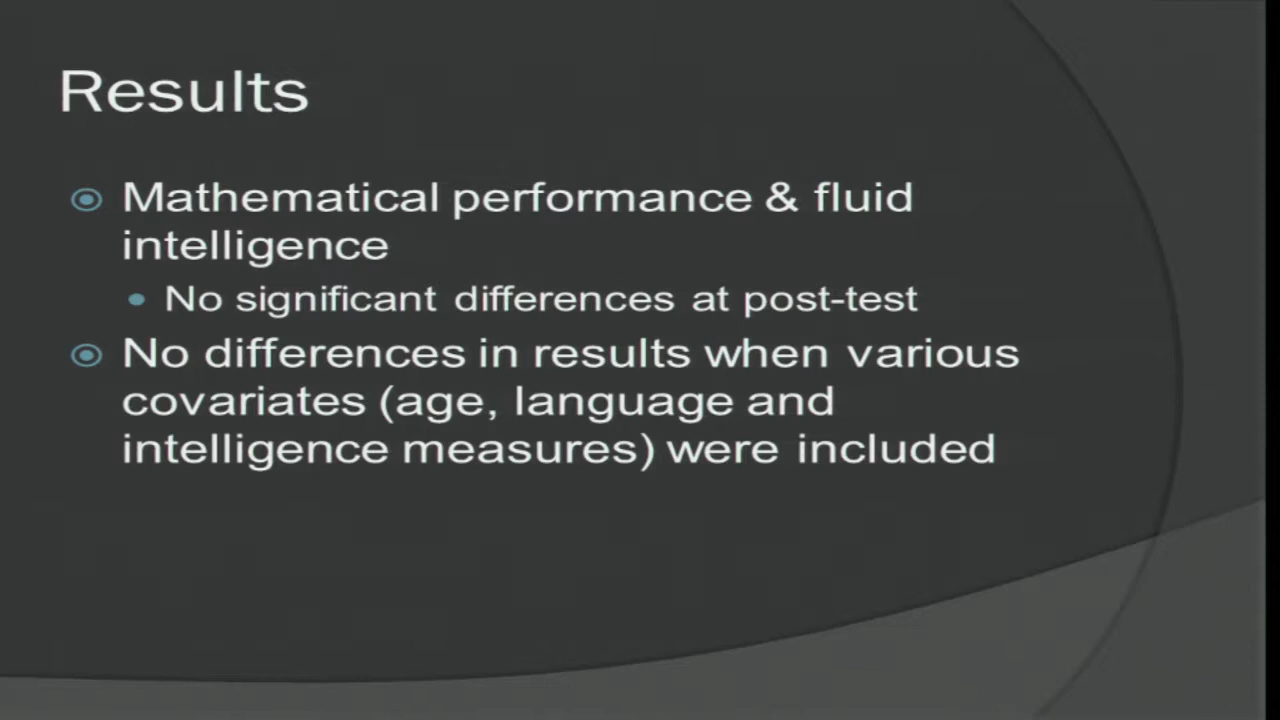 Results
Mathematical performance & fluid
intelligence
No significant differences at post-test
No differences in results when various
covariates (age, language and
intelligence measures) were included